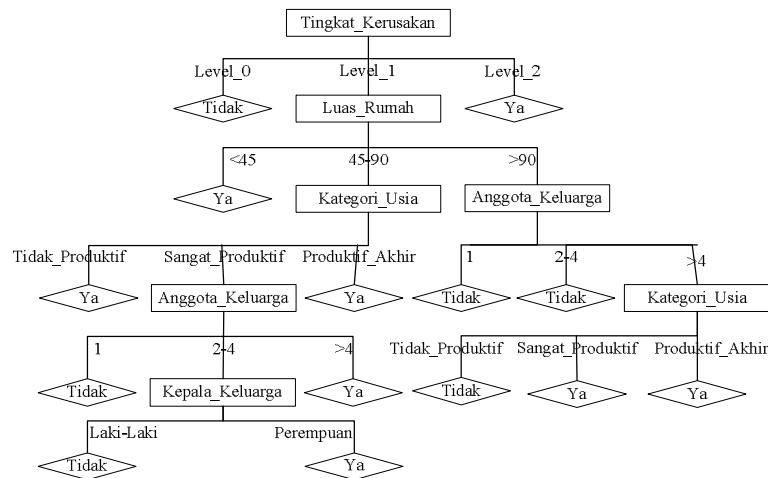 Tingkat_Kerusakan
Level_0 Level_1 Level_2
Tidak Luas_Rumah Ya
<45 45-90 >90
Ya Kategori_Usia Anggota_Keluarga
Tidak_Produktif Sangat_Produktif Produktif_Akhir 1 2-4 >4
Ya Anggota_Keluarga Ya Tidak Tidak Kategori_Usia
1 2-4 >4 Tidak_Produktif Sangat_Produktif Produktif_Akhir
Tidak Kepala_Keluarga Ya Tidak Ya Ya
Laki-Laki Perempuan
Tidak Ya